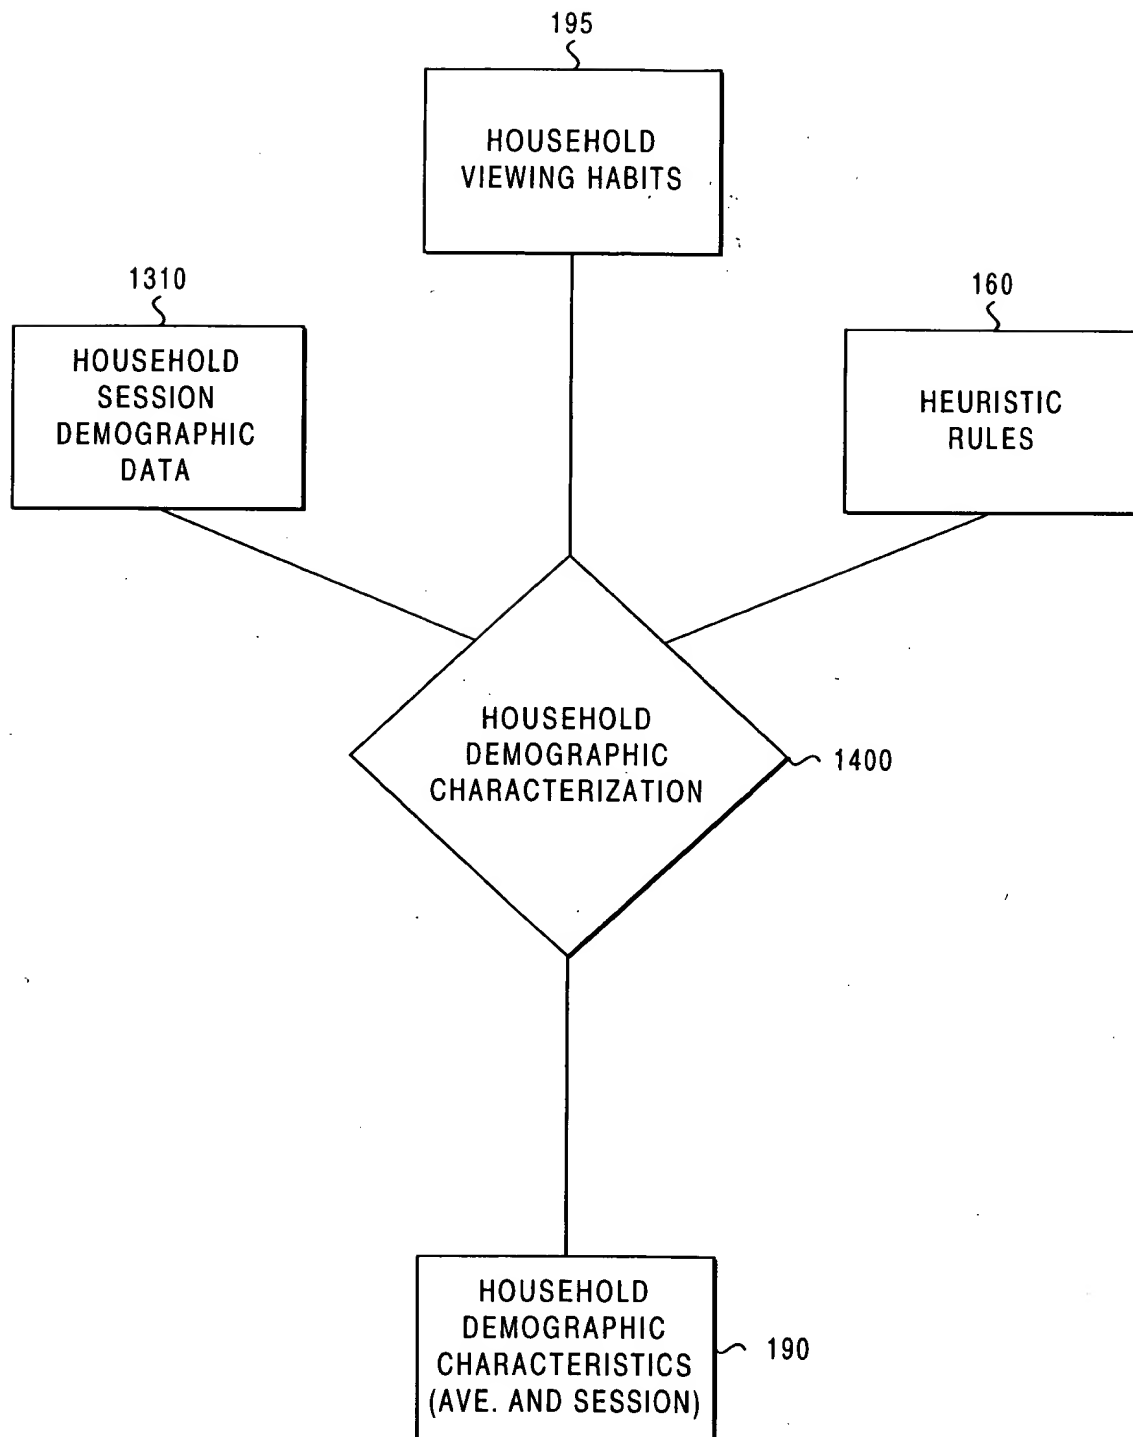 195
HOUSEHOLD
VIEWING HABITS
1310
HOUSEHOLD
SESSION
DEMOGRAPHIC
DATA
160
HEURISTIC
RULES
HOUSEHOLD
DEMOGRAPHIC
CHARACTERIZATION
1400
HOUSEHOLD
DEMOGRAPHIC
CHARACTERISTICS
(AVE. AND SESSION)
190